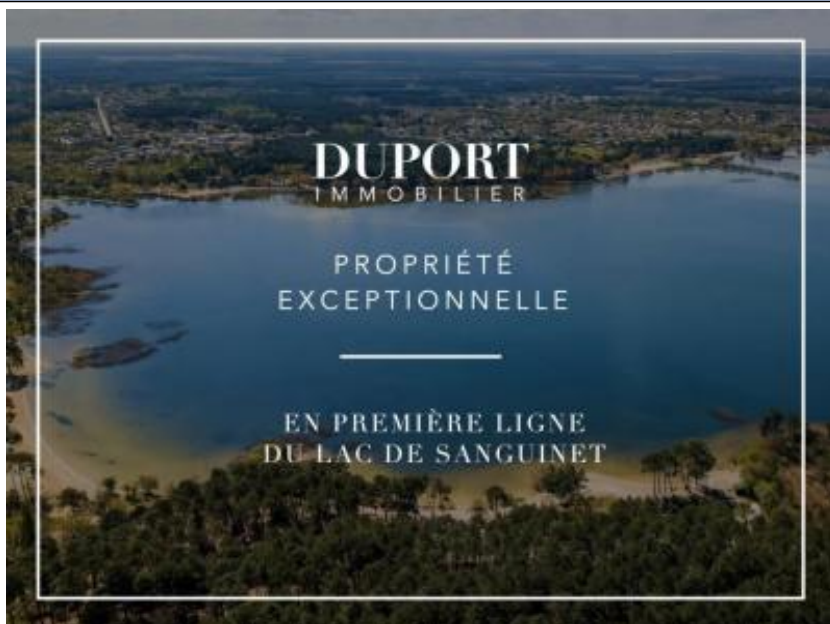 DUPORT
IMMOBILIER
PROPRIÉTÉ
EXCEPTIONNELLE
EN PREMIÈRE LIGNE
DU LAC DE SANGUINET